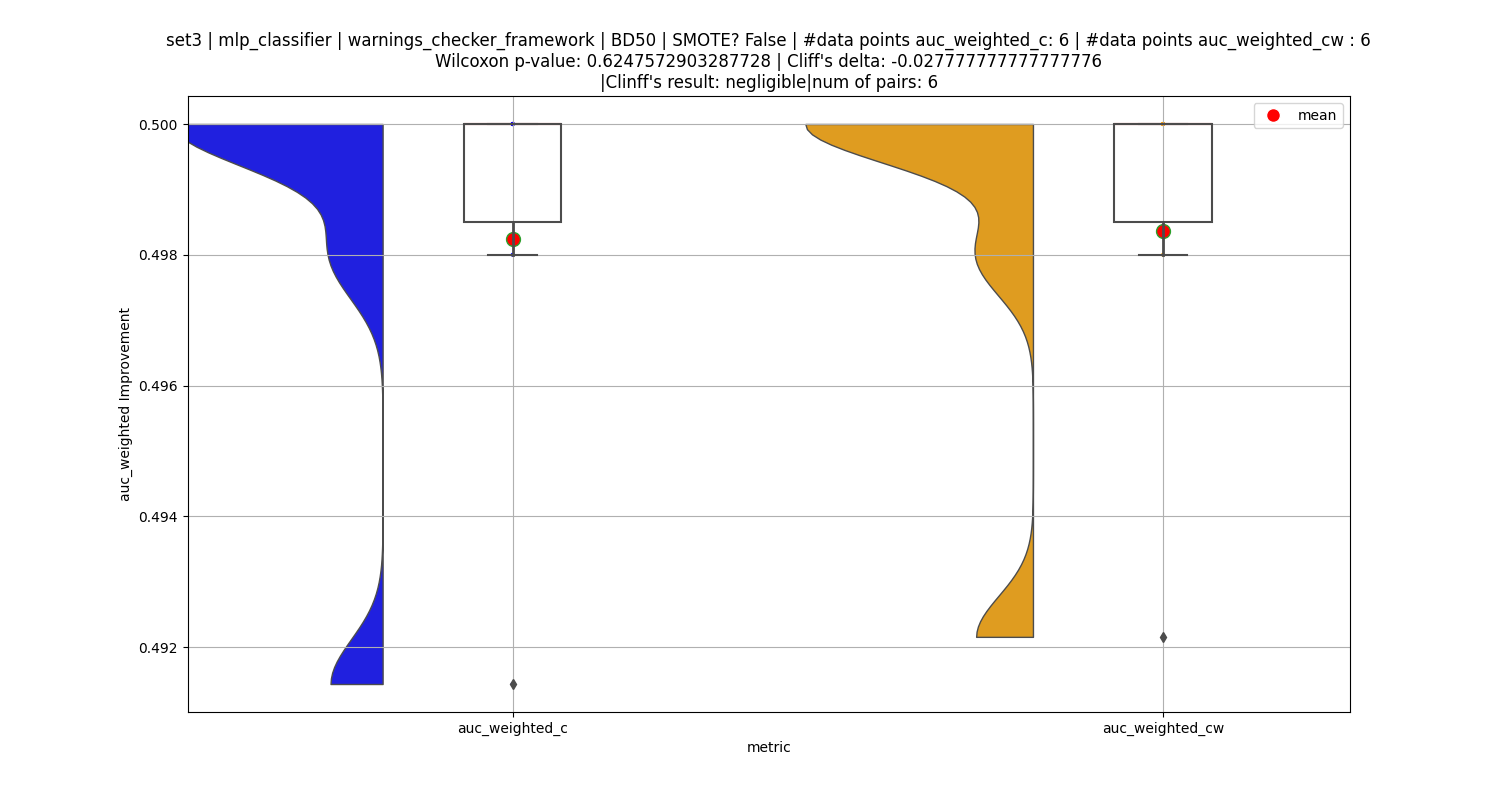 set3 | mlp_classifier | warnings_checker_framework | BD50 | SMOTE? False | #data points auc_weighted_c: 6 | #data points auc_weighted_cw : 6
Wilcoxon p-value: 0.6247572903287728 | Cliff's delta: -0.027777777777777776
|Clinff's result: negligible|num of pairs: 6
mean
0.500
0.498
0.496
0.494
0.492
auc_weighted Improvement
auc_weighted_c
auc_weighted_cw
metric